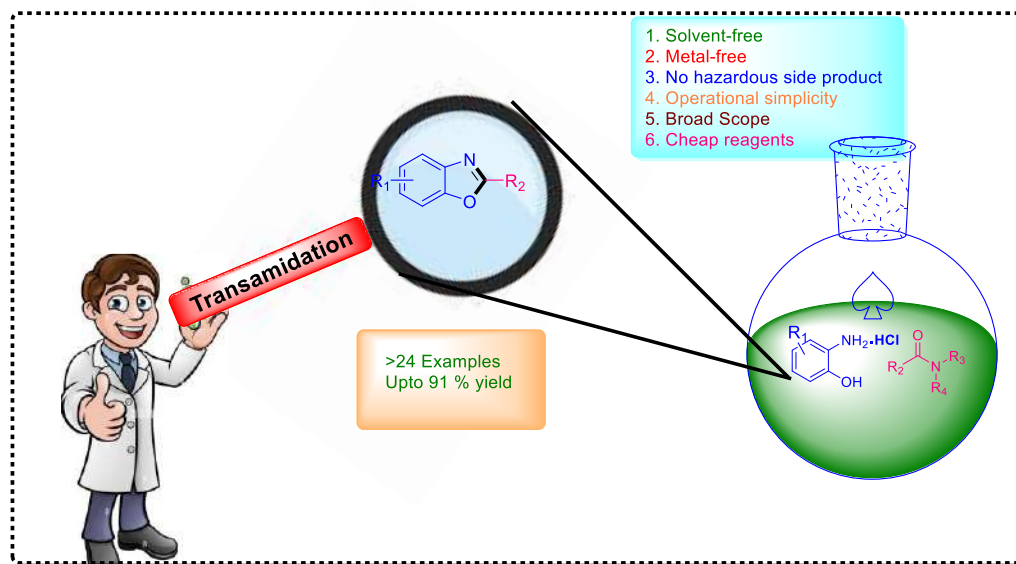 1. Solvent-free
2. Metal-free
3. No hazardous side product
4. Operational simplicity
5. Broad Scope
6. Cheap reagents
R1
N
O
R2
Transamidation
>24 Examples
Upto 91 % yield
R1
NH2.HCl
OH
O
R2
N
R3
R4